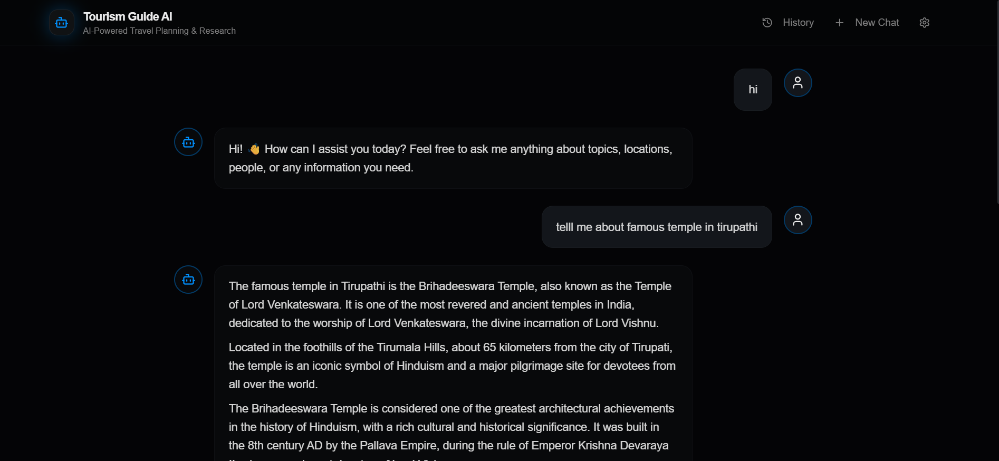 Tourism Guide AI
AI-Powered Travel Planning & Research
History
New Chat
hi
Hi! 👋 How can I assist you today? Feel free to ask me anything about topics, locations,
people, or any information you need.
telll me about famous temple in tirupathi
The famous temple in Tirupathi is the Brihadeeswara Temple, also known as the Temple
of Lord Venkateswara. It is one of the most revered and ancient temples in India,
dedicated to the worship of Lord Venkateswara, the divine incarnation of Lord Vishnu.
Located in the foothills of the Tirumala Hills, about 65 kilometers from the city of Tirupati,
the temple is an iconic symbol of Hinduism and a major pilgrimage site for devotees from
all over the world.
The Brihadeeswara Temple is considered one of the greatest architectural achievements
in the history of Hinduism, with a rich cultural and historical significance. It was built in
the 8th century AD by the Pallava Empire, during the rule of Emperor Krishna Devaraya